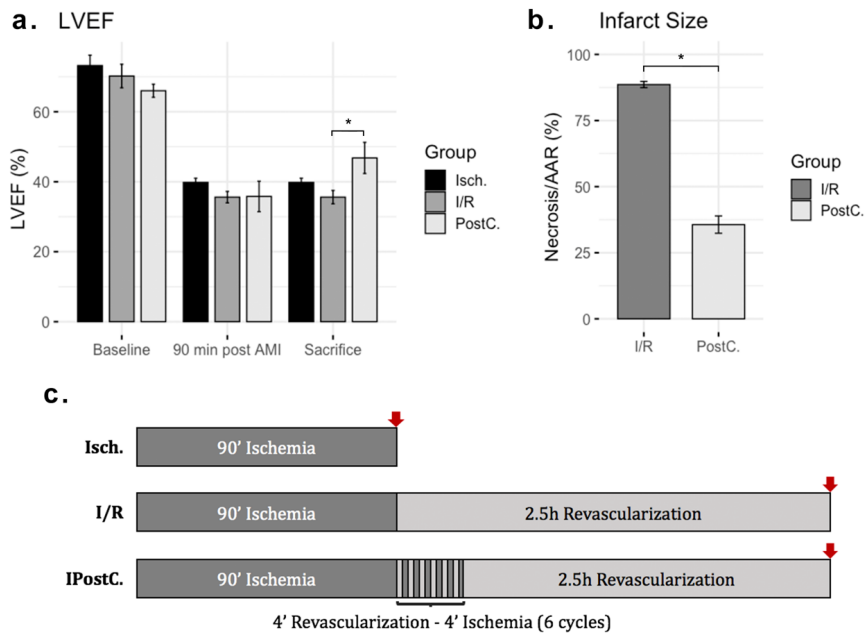 a. LVEF
LVEF (%)
60
40
20
0
*
Baseline
90 min post AMI
Sacrifice
Group
Isch.
I/R
PostC.
b. Infarct Size
Necrosis/AAR (%)
100
75
50
25
0
*
I/R
PostC.
Group
I/R
PostC.
c.
Isch.
90′ Ischemia
I/R
90′ Ischemia
2.5h Revascularization
IPostC.
90′ Ischemia
2.5h Revascularization
4′ Revascularization - 4′ Ischemia (6 cycles)